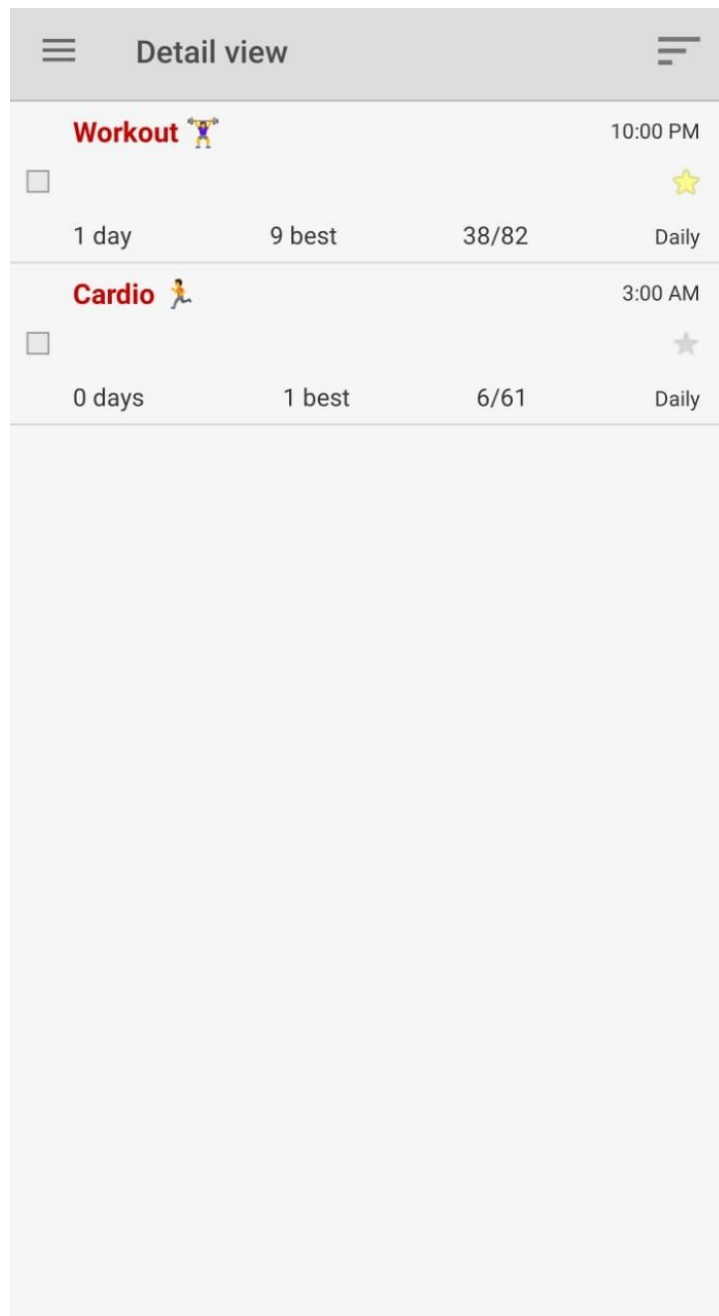 Detail view
Workout 🏋️‍♀️ 10:00 PM
1 day 9 best 38/82 Daily
Cardio 🏃 3:00 AM
0 days 1 best 6/61 Daily